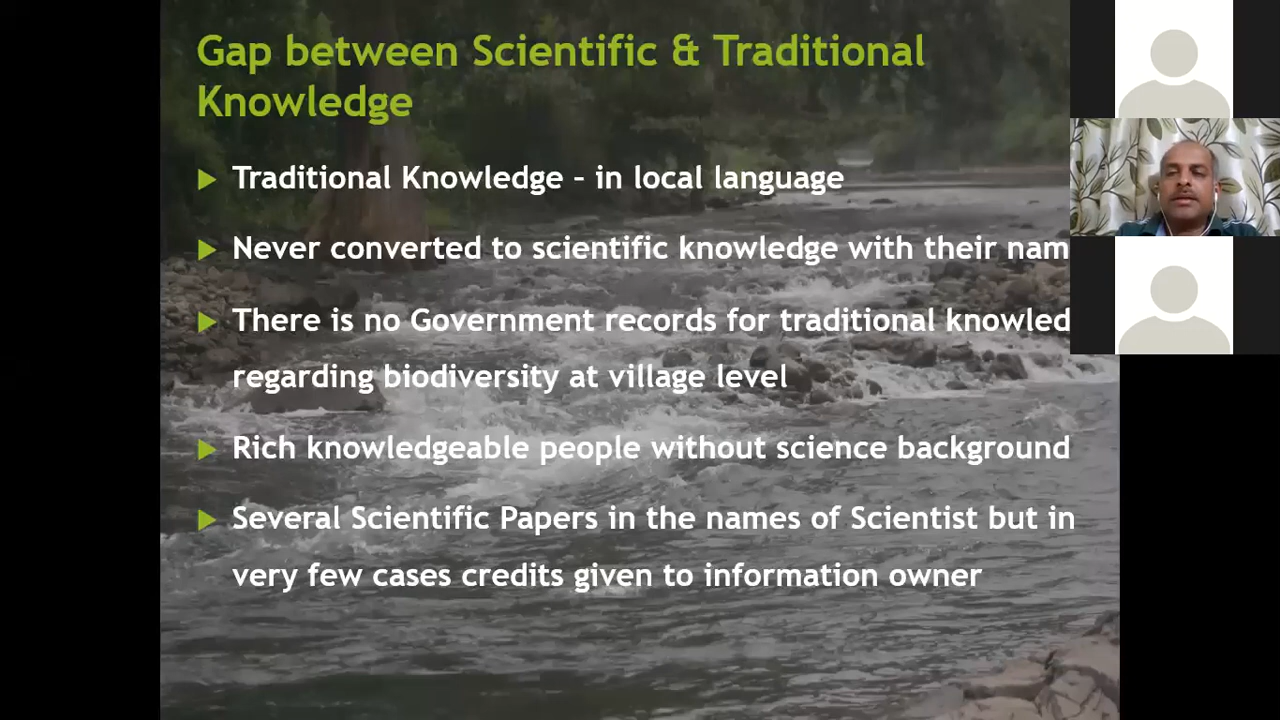 Gap between Scientific & Traditional
Knowledge
Traditional Knowledge – in local language
Never converted to scientific knowledge with their nam
There is no Government records for traditional knowled
regarding biodiversity at village level
Rich knowledgeable people without science background
Several Scientific Papers in the names of Scientist but in
very few cases credits given to information owner